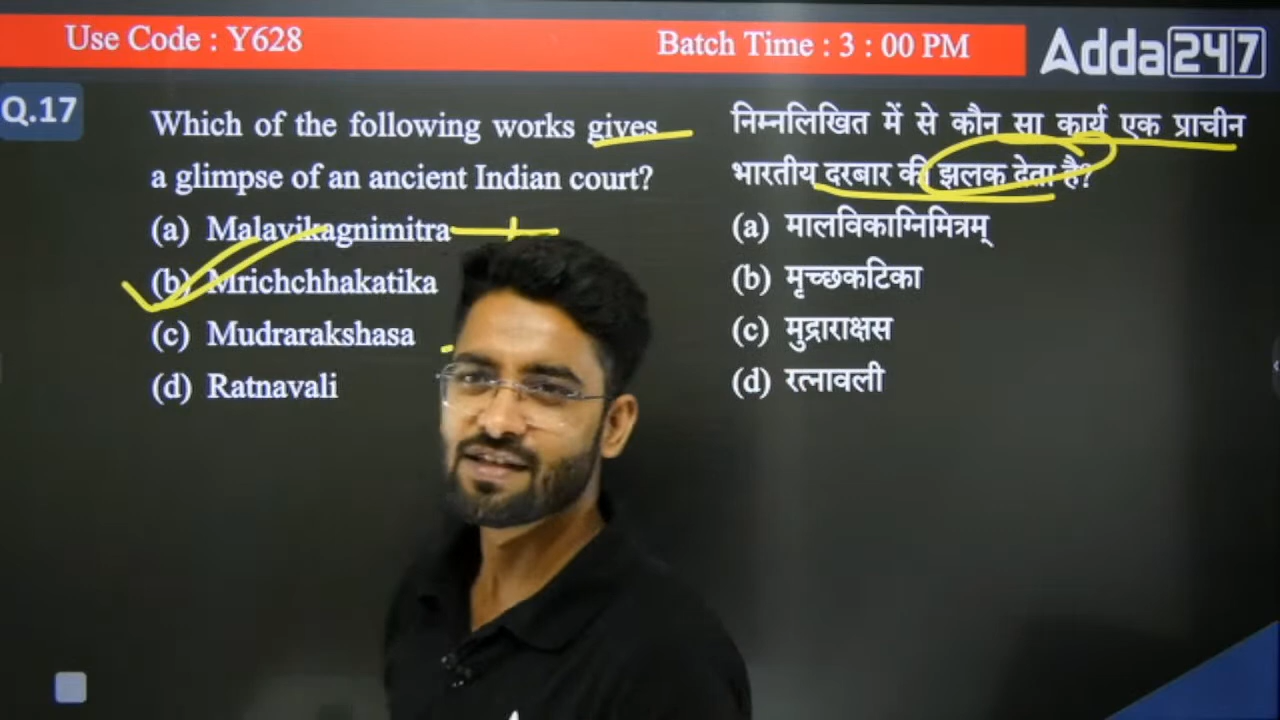 Use Code : Y628
Batch Time : 3 : 00 PM
Adda247
Q.17
Which of the following works gives
a glimpse of an ancient Indian court?
(a) Malavikagnimitra
(b) Mrichchhakatika
(c) Mudrarakshasa
(d) Ratnavali
निम्नलिखित में से कौन सा कार्य एक प्राचीन
भारतीय दरबार की झलक देता है?
(a) मालविकाग्निमित्रम्
(b) मृच्छकटिका
(c) मुद्राराक्षस
(d) रत्नावली